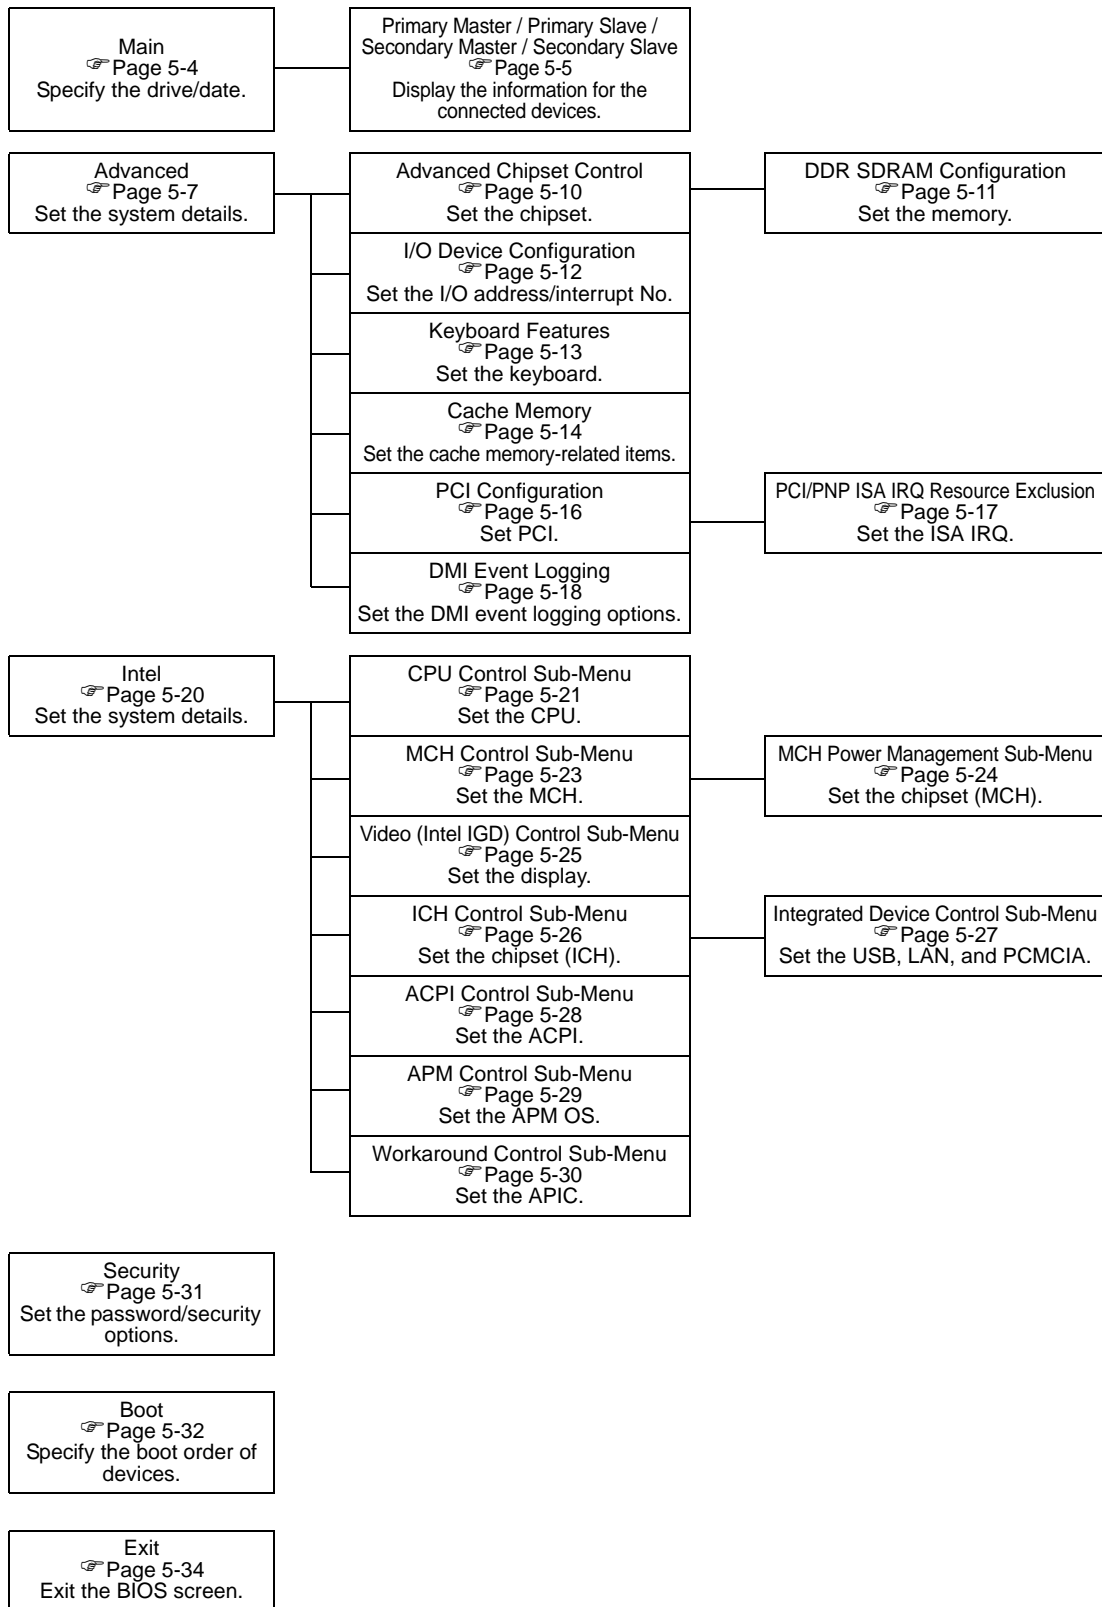 Main
☞ Page 5-4
Specify the drive/date.
Primary Master / Primary Slave /
Secondary Master / Secondary Slave
☞ Page 5-5
Display the information for the
connected devices.
Advanced
☞ Page 5-7
Set the system details.
Advanced Chipset Control
☞ Page 5-10
Set the chipset.
DDR SDRAM Configuration
☞ Page 5-11
Set the memory.
I/O Device Configuration
☞ Page 5-12
Set the I/O address/interrupt No.
Keyboard Features
☞ Page 5-13
Set the keyboard.
Cache Memory
☞ Page 5-14
Set the cache memory-related items.
PCI Configuration
☞ Page 5-16
Set PCI.
PCI/PNP ISA IRQ Resource Exclusion
☞ Page 5-17
Set the ISA IRQ.
DMI Event Logging
☞ Page 5-18
Set the DMI event logging options.
Intel
☞ Page 5-20
Set the system details.
CPU Control Sub-Menu
☞ Page 5-21
Set the CPU.
MCH Control Sub-Menu
☞ Page 5-23
Set the MCH.
MCH Power Management Sub-Menu
☞ Page 5-24
Set the chipset (MCH).
Video (Intel IGD) Control Sub-Menu
☞ Page 5-25
Set the display.
ICH Control Sub-Menu
☞ Page 5-26
Set the chipset (ICH).
Integrated Device Control Sub-Menu
☞ Page 5-27
Set the USB, LAN, and PCMCIA.
ACPI Control Sub-Menu
☞ Page 5-28
Set the ACPI.
APM Control Sub-Menu
☞ Page 5-29
Set the APM OS.
Workaround Control Sub-Menu
☞ Page 5-30
Set the APIC.
Security
☞ Page 5-31
Set the password/security
options.
Boot
☞ Page 5-32
Specify the boot order of
devices.
Exit
☞ Page 5-34
Exit the BIOS screen.